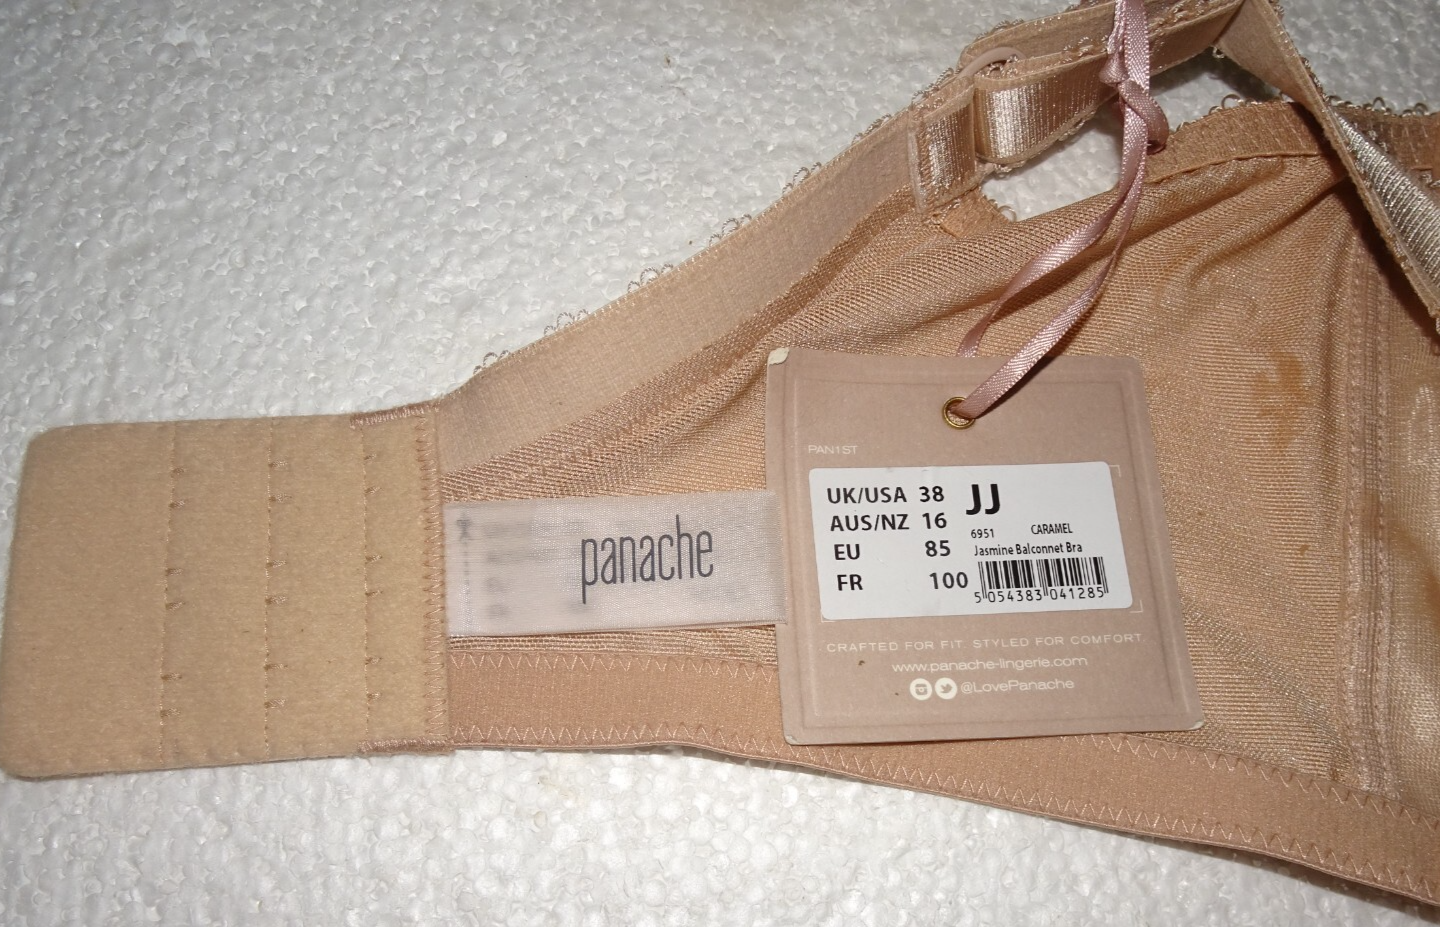 panache
PAN1ST
UK/USA 38 JJ
AUS/NZ 16
6951 CARAMEL
EU 85 Jasmine Balconnet Bra
FR 100
5 054383 041285
CRAFTED FOR FIT. STYLED FOR COMFORT.
www.panache-lingerie.com
@LovePanache